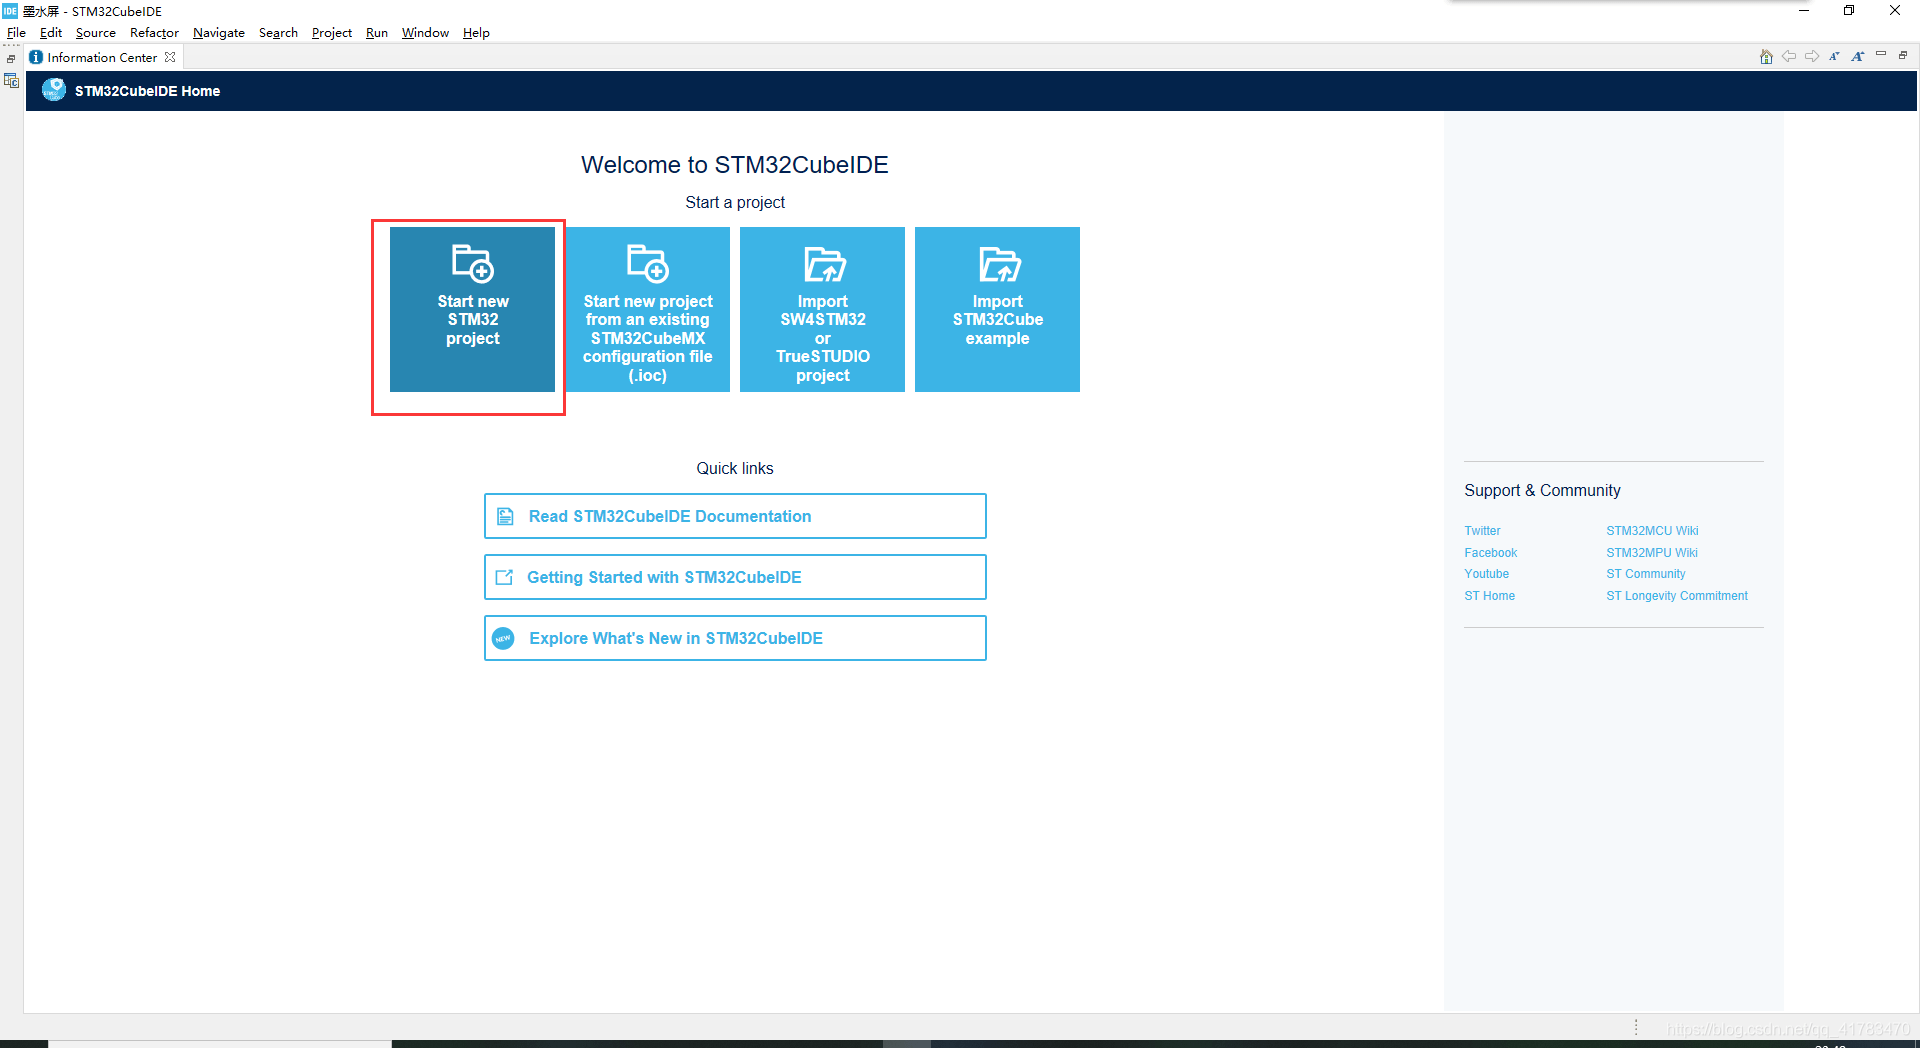 IDE 墨水屏 - STM32CubeIDE
File Edit Source Refactor Navigate Search Project Run Window Help
Information Center
STM32CubeIDE Home
Welcome to STM32CubeIDE
Start a project
Start new
STM32
project
Start new project
from an existing
STM32CubeMX
configuration file
(.ioc)
Import
SW4STM32
or
TrueSTUDIO
project
Import
STM32Cube
example
Quick links
Read STM32CubeIDE Documentation
Getting Started with STM32CubeIDE
NEW Explore What's New in STM32CubeIDE
Support & Community
Twitter STM32MCU Wiki
Facebook STM32MPU Wiki
Youtube ST Community
ST Home ST Longevity Commitment
https://blog.csdn.net/qq_41783470